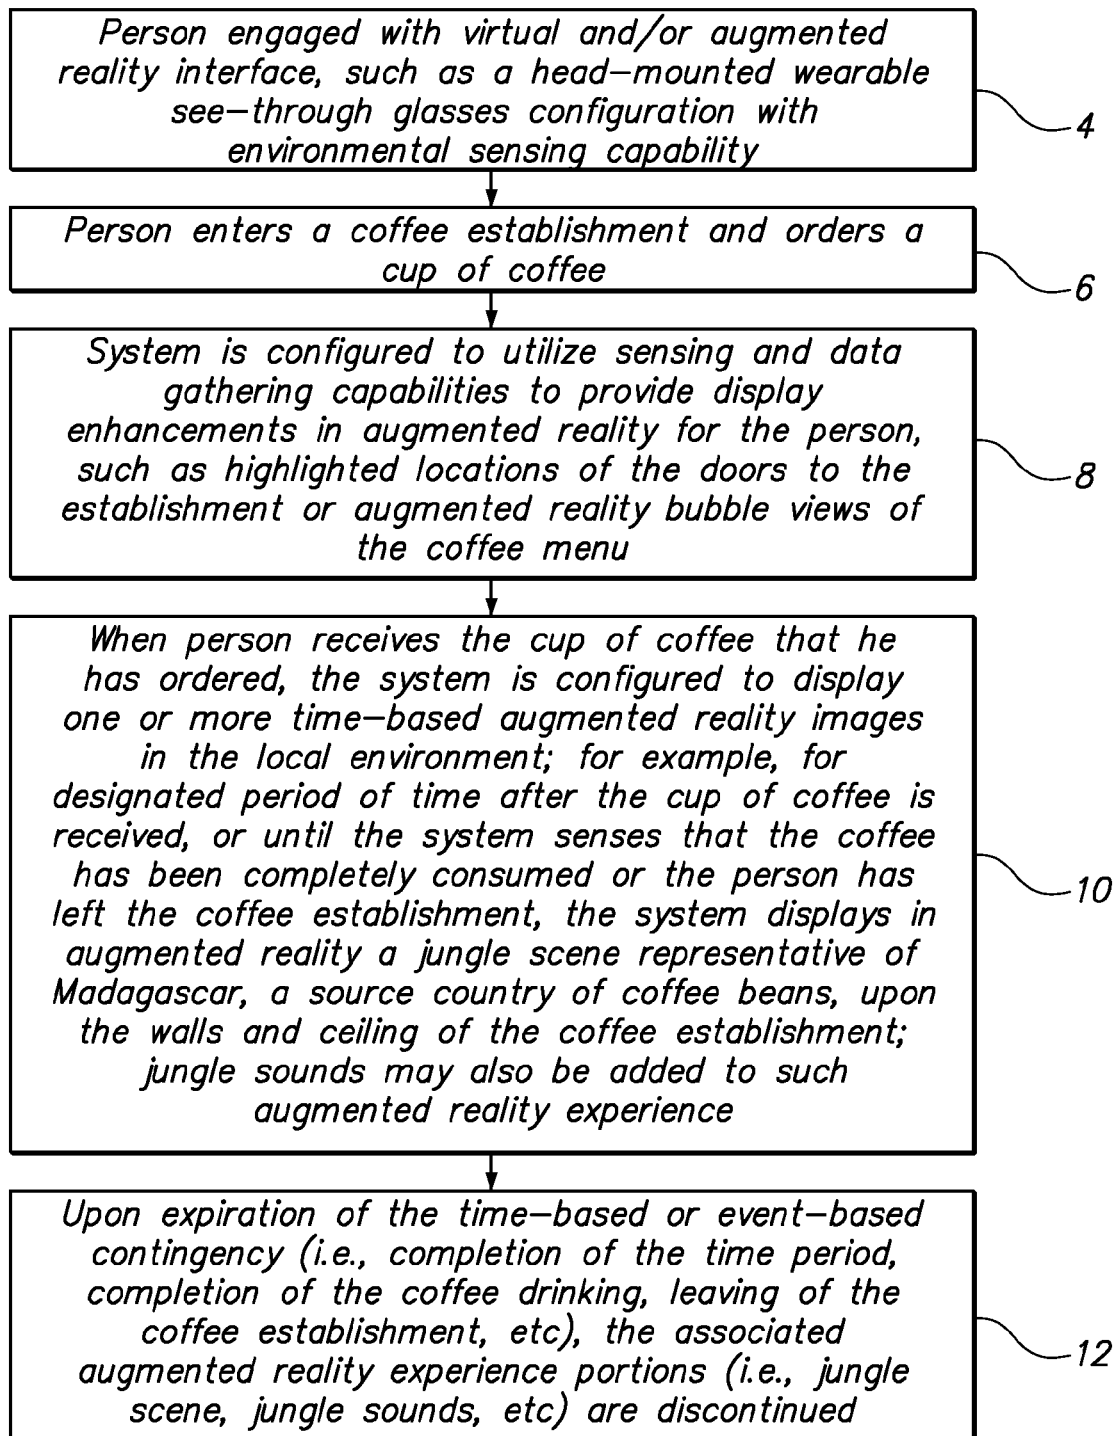 Person engaged with virtual and/or augmented
reality interface, such as a head-mounted wearable
see-through glasses configuration with
environmental sensing capability
4
Person enters a coffee establishment and orders a
cup of coffee
6
System is configured to utilize sensing and data
gathering capabilities to provide display
enhancements in augmented reality for the person,
such as highlighted locations of the doors to the
establishment or augmented reality bubble views of
the coffee menu
8
When person receives the cup of coffee that he
has ordered, the system is configured to display
one or more time-based augmented reality images
in the local environment; for example, for
designated period of time after the cup of coffee is
received, or until the system senses that the coffee
has been completely consumed or the person has
left the coffee establishment, the system displays in
augmented reality a jungle scene representative of
Madagascar, a source country of coffee beans, upon
the walls and ceiling of the coffee establishment;
jungle sounds may also be added to such
augmented reality experience
10
Upon expiration of the time-based or event-based
contingency (i.e., completion of the time period,
completion of the coffee drinking, leaving of the
coffee establishment, etc), the associated
augmented reality experience portions (i.e., jungle
scene, jungle sounds, etc) are discontinued
12